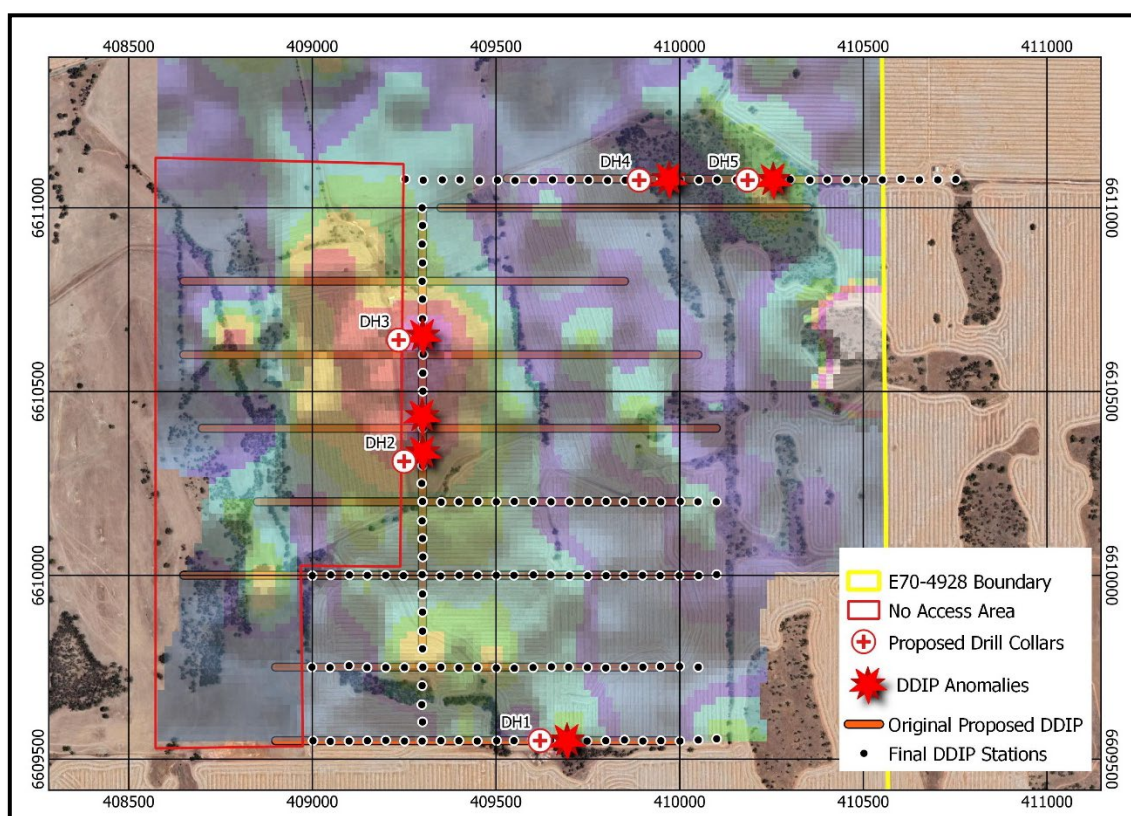 408500 409000 409500 410000 410500 411000
6611000
6610500
6610000
6609500
DH4
DH5
DH3
DH2
DH1
6611000
6610500
6610000
6609500
E70-4928 Boundary
No Access Area
Proposed Drill Collars
DDIP Anomalies
Original Proposed DDIP
Final DDIP Stations
408500 409000 409500 410000 410500 411000